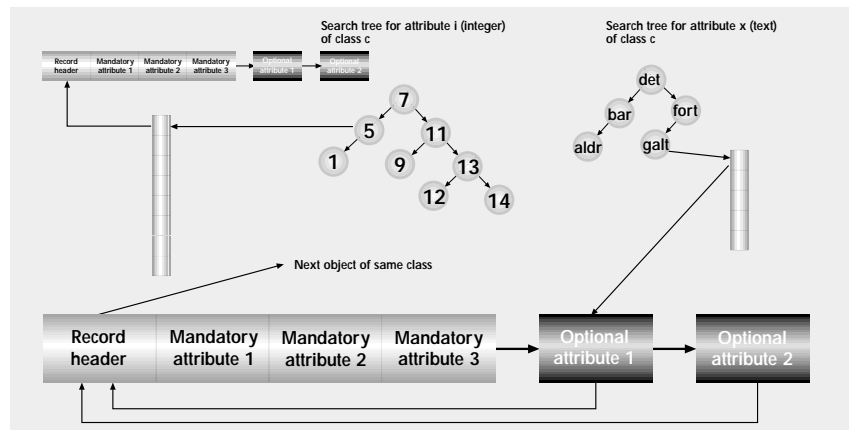 Search tree for attribute i (integer)
of class c
Search tree for attribute x (text)
of class c
Record
header
Mandatory
attribute 1
Mandatory
attribute 2
Mandatory
attribute 3
Optional
attribute 1
Optional
attribute 2
7
5
11
1
9
13
12
14
det
bar
fort
aldr
galt
Next object of same class
Record
header
Mandatory
attribute 1
Mandatory
attribute 2
Mandatory
attribute 3
Optional
attribute 1
Optional
attribute 2